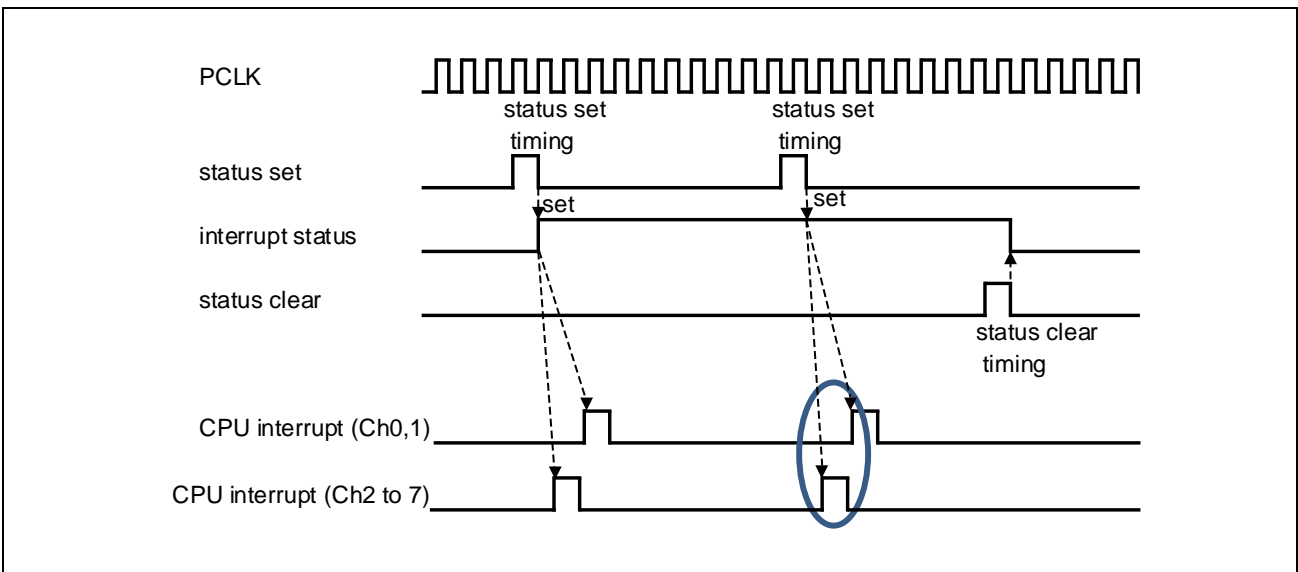 PCLK
status set
timing
status set
timing
status set
set
set
interrupt status
status clear
status clear
timing
CPU interrupt (Ch0,1)
CPU interrupt (Ch2 to 7)